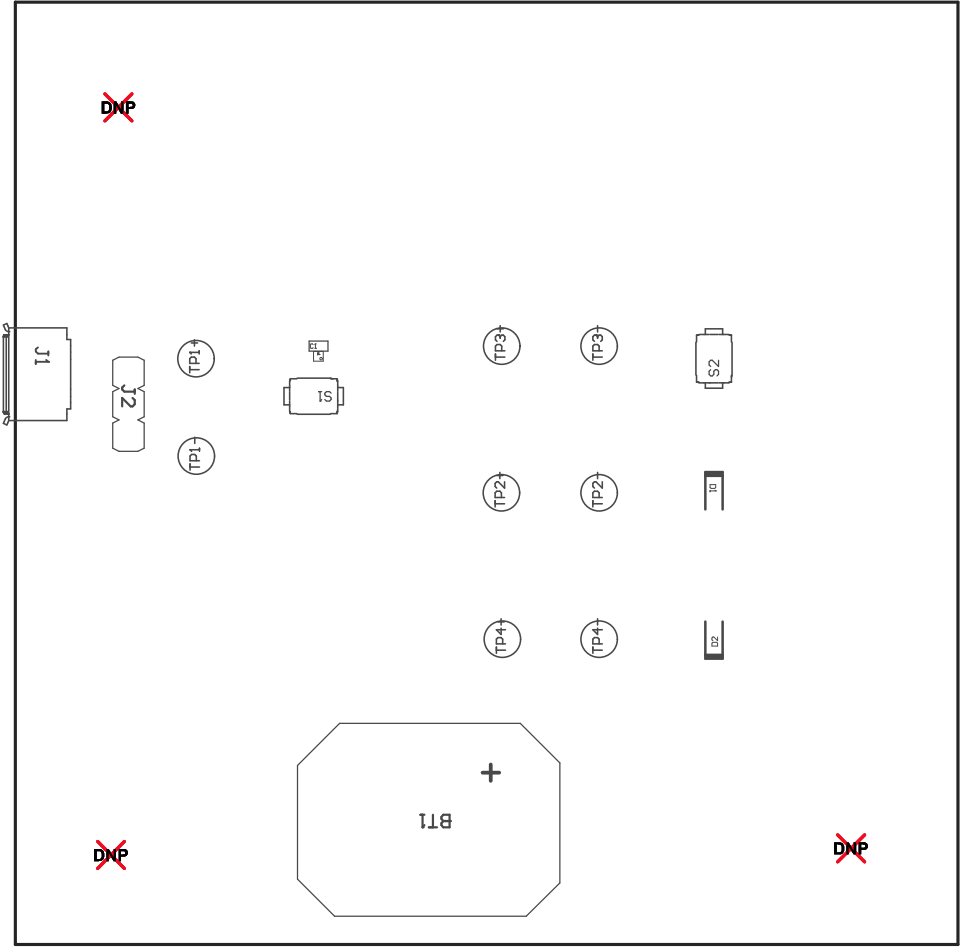 DNP
J1
J2
TP1+
C1
TP3+
TP3-
S2
S1
TP1-
TP2+
TP2-
D1
TP4+
TP4-
D2
+
BT1
DNP
DNP